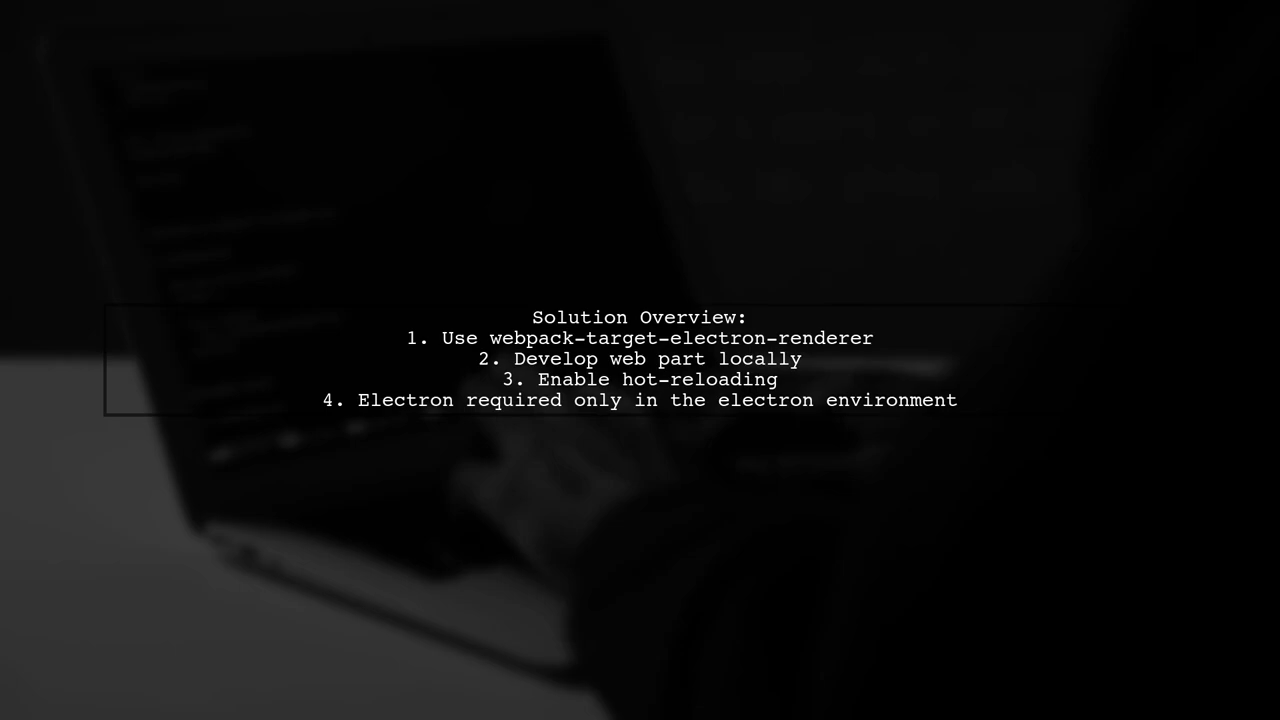 Solution Overview:
1. Use webpack-target-electron-renderer
2. Develop web part locally
3. Enable hot-reloading
4. Electron required only in the electron environment